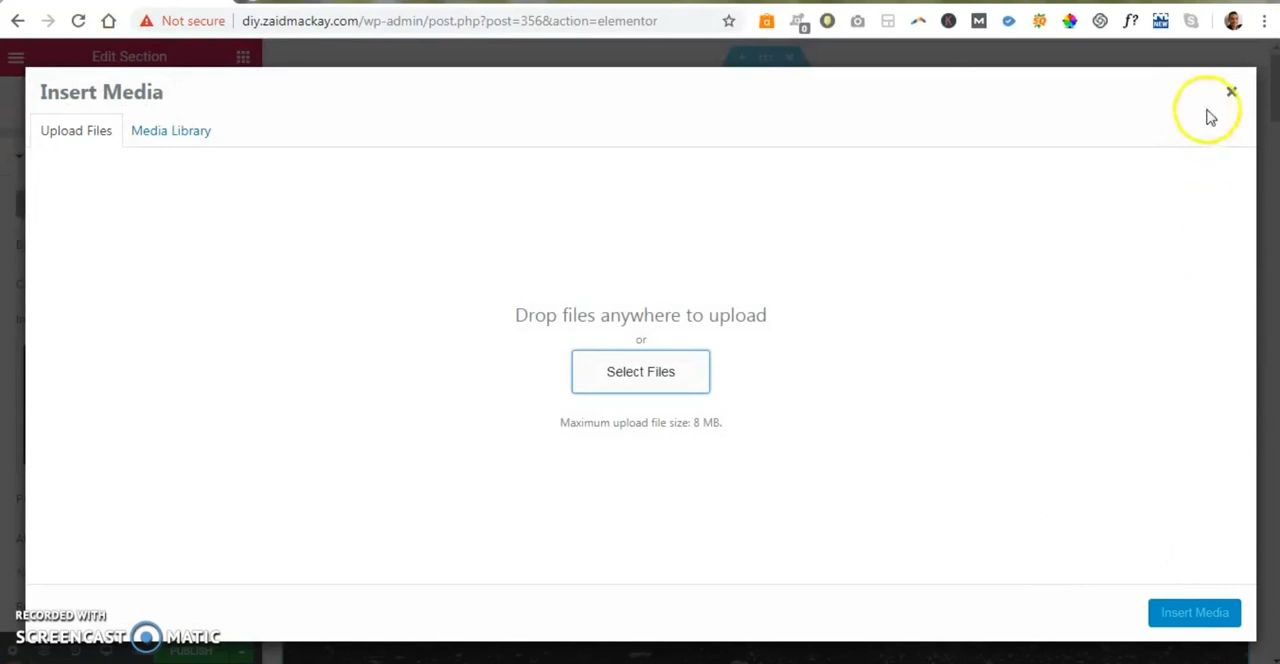 Not secure diy.zaidmackay.com/wp-admin/post.php?post=356&action=elementor
Edit Section
Insert Media
Upload Files Media Library
Drop files anywhere to upload
or
Select Files
Maximum upload file size: 8 MB.
Insert Media
RECORDED WITH
SCREENCAST MATIC
PUBLISH